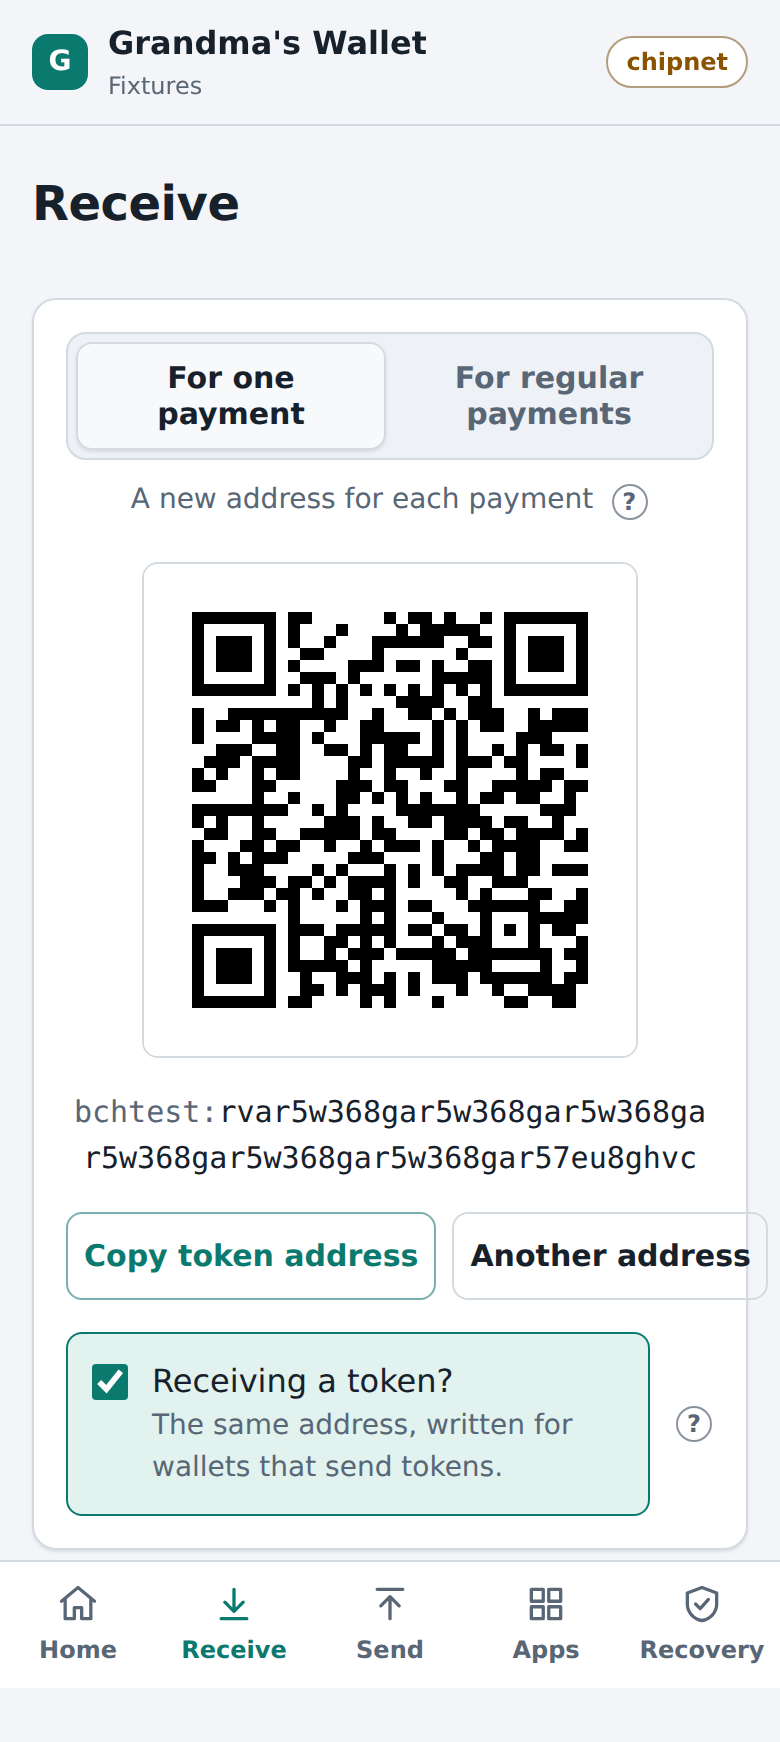 G
Grandma's Wallet
Fixtures
chipnet
Receive
For one
payment
For regular
payments
A new address for each payment ?
bchtest:rvar5w368gar5w368gar5w368ga
r5w368gar5w368gar5w368gar57eu8ghvc
Copy token address
Another address
Receiving a token?
The same address, written for
wallets that send tokens.
?
Home
Receive
Send
Apps
Recovery